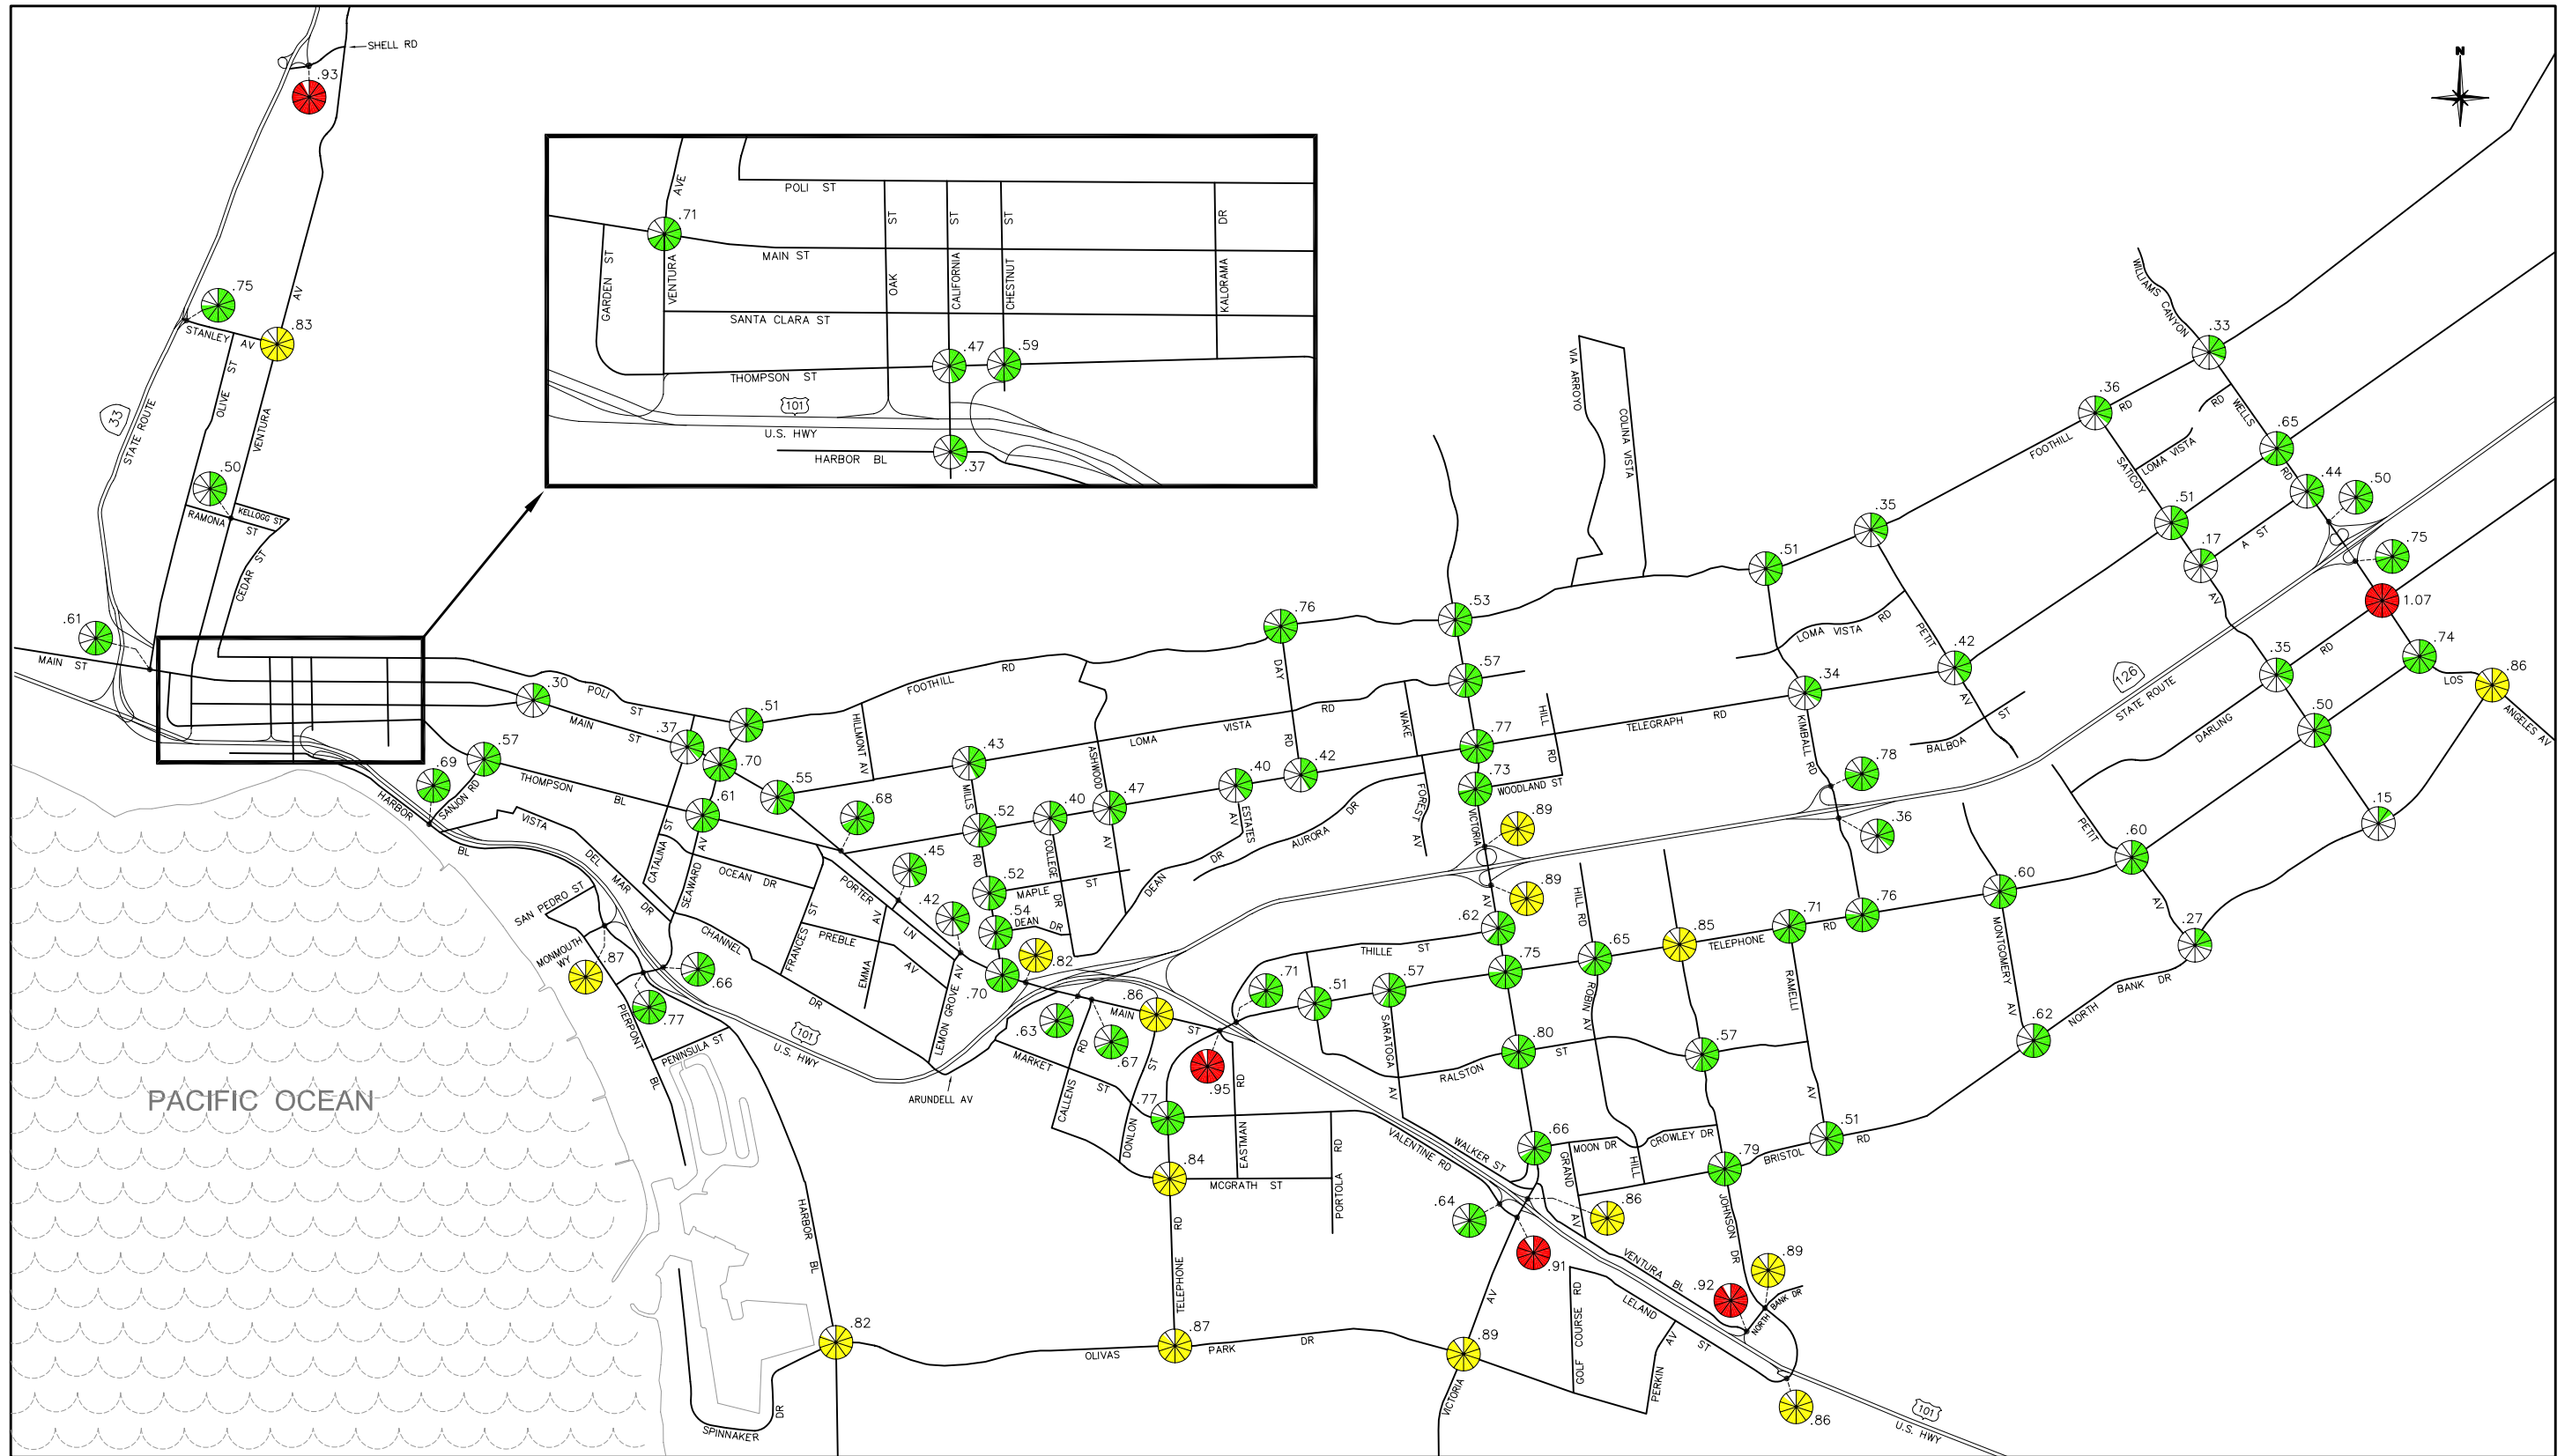 SHELL RD
.93
N
POLI ST
AVE
.71
MAIN ST
GARDEN ST
VENTURA
OAK ST
CALIFORNIA ST
CHESTNUT ST
KALORAMA DR
SANTA CLARA ST
.47
.59
THOMPSON ST
101
U.S. HWY
HARBOR BL
.37
.75
STANLEY AV
.83
AV
OLIVE ST
VENTURA
33
STATE ROUTE
.50
RAMONA ST
KELLOGG ST
CEDAR ST
.61
MAIN ST
WILLIAMS CANYON
.33
.36
RD
RD
WELLS
.65
FOOTHILL
SATICOY
LOMA VISTA
RD
.44
.50
VIA ARROYO
COLINA VISTA
.51
.35
.51
.17
A ST
.75
1.07
AV
.74
.86
LOS
ANGELES AV
.35
RD
.50
DARLING
.15
126
STATE ROUTE
LOMA VISTA RD
PETIT
.42
AV
BALBOA ST
.34
TELEGRAPH RD
KIMBALL RD
.78
.36
.76
.53
.57
DAY
RD
WAKE
FOREST AV
HILL RD
.77
.73
WOODLAND ST
VICTORIA
.89
.89
AV
.62
.30
POLI ST
MAIN ST
.37
.51
.70
.57
.69
SANJON RD
HARBOR
BL
THOMPSON BL
.61
.55
HILLMONT AV
FOOTHILL RD
LOMA VISTA RD
.43
MILLS
RD
ASHWOOD
AV
.42
.40
.47
.40
.52
.68
ESTATES AV
AURORA DR
DEAN DR
COLLEGE DR
.52
MAPLE ST
.54
DEAN DR
.45
.42
.82
.70
VISTA
DEL
MAR
DR
CATALINA ST
SEAWARD AV
OCEAN DR
PORTER LN
FRANCES ST
PREBLE AV
EMMA AV
LEMON GROVE AV
CHANNEL
DR
SAN PEDRO ST
MONMOUTH WY
.87
.66
.77
PIERPONT BL
PENINSULA ST
101
U.S. HWY
ARUNDELL AV
PACIFIC OCEAN
.63
.67
.86
MAIN ST
MARKET ST
CALLENS RD
DONLON ST
.77
.95
EASTMAN RD
.84
MCGRATH ST
PORTOLA RD
.71
.51
.57
THILLE ST
SARATOGA AV
.75
.65
.85
TELEPHONE RD
.71
.76
.60
.60
PETIT
AV
.27
MONTGOMERY AV
.62
NORTH BANK DR
HILL RD
ROBIN AV
RAMELLI
AV
.80
RALSTON ST
.57
.66
MOON DR
CROWLEY DR
GRAND
AV
HILL
.79
BRISTOL RD
.51
JOHNSON DR
VALENTINE RD
WALKER ST
.64
.86
.91
VENTURA BL
LELAND ST
.92
.89
NORTH BANK DR
.86
101
U.S. HWY
HARBOR BL
.82
TELEPHONE RD
.87
OLIVAS PARK DR
.89
AV
VICTORIA
GOLF COURSE RD
PERKIN AV
SPINNAKER DR